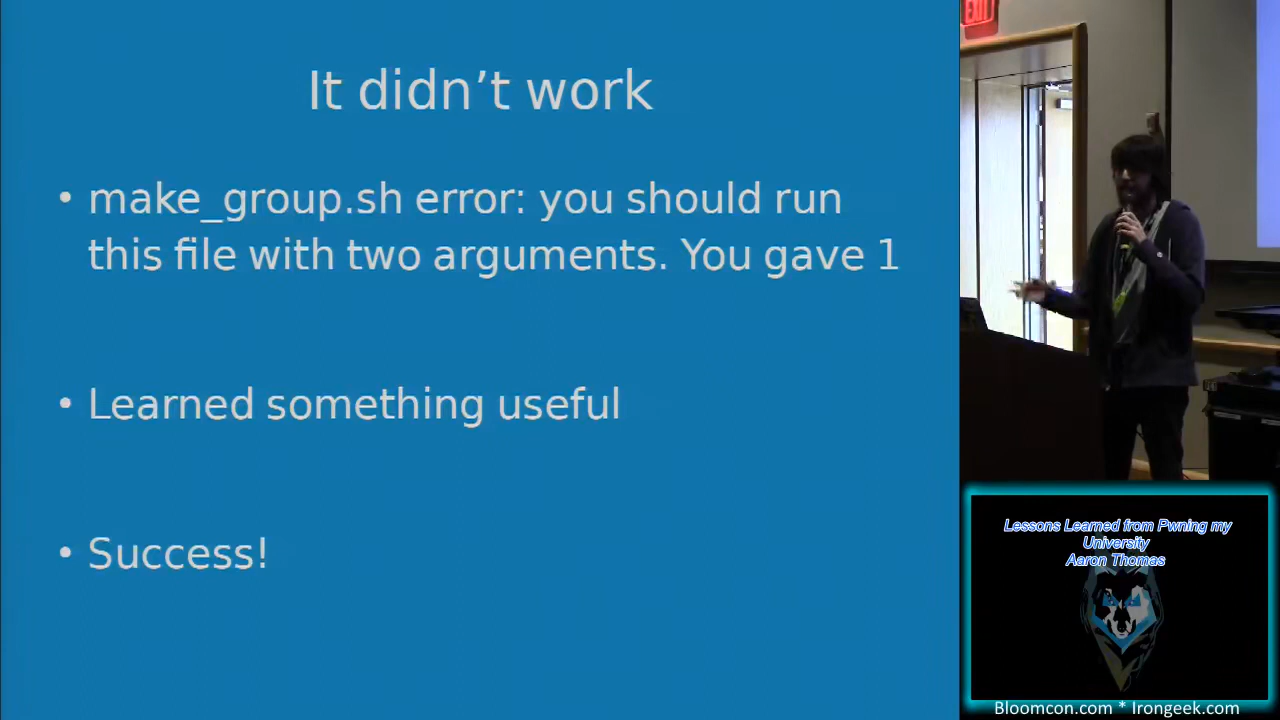 It didn't work
• make_group.sh error: you should run
this file with two arguments. You gave 1
• Learned something useful
• Success!
EXIT
Lessons Learned from Pwning my
University
Aaron Thomas
Bloomcon.com * Irongeek.com